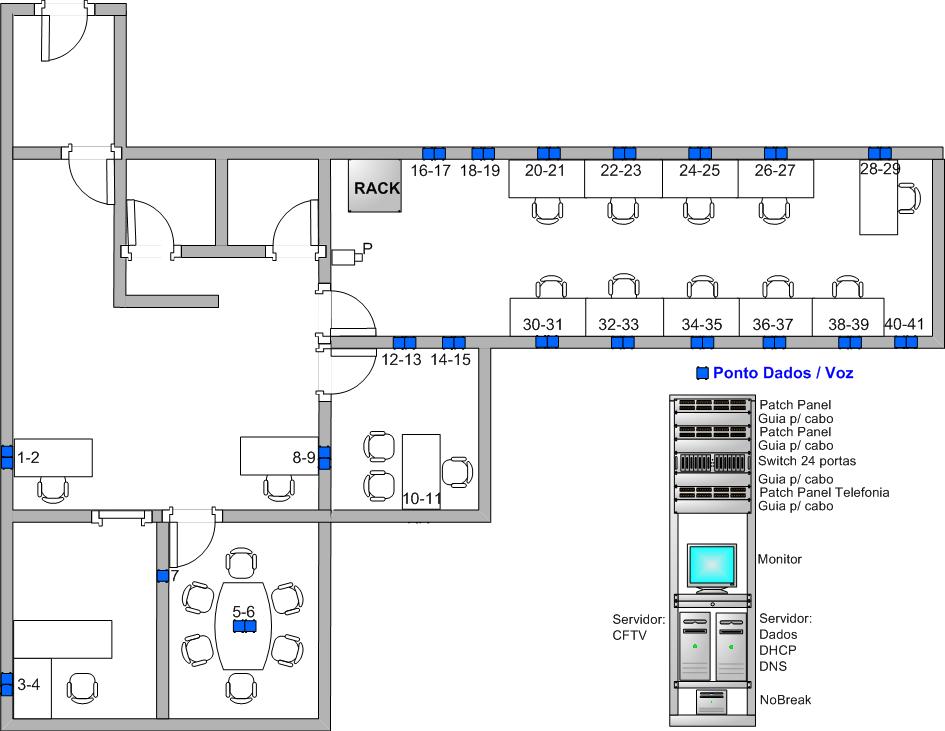 16-17
18-19
20-21
22-23
24-25
26-27
28-29
RACK
P
30-31
32-33
34-35
36-37
38-39
40-41
12-13
14-15
1-2
8-9
10-11
7
5-6
3-4
Ponto Dados / Voz
Patch Panel
Guia p/ cabo
Patch Panel
Guia p/ cabo
Switch 24 portas
Guia p/ cabo
Patch Panel Telefonia
Guia p/ cabo
Monitor
Servidor:
CFTV
Servidor:
Dados
DHCP
DNS
NoBreak